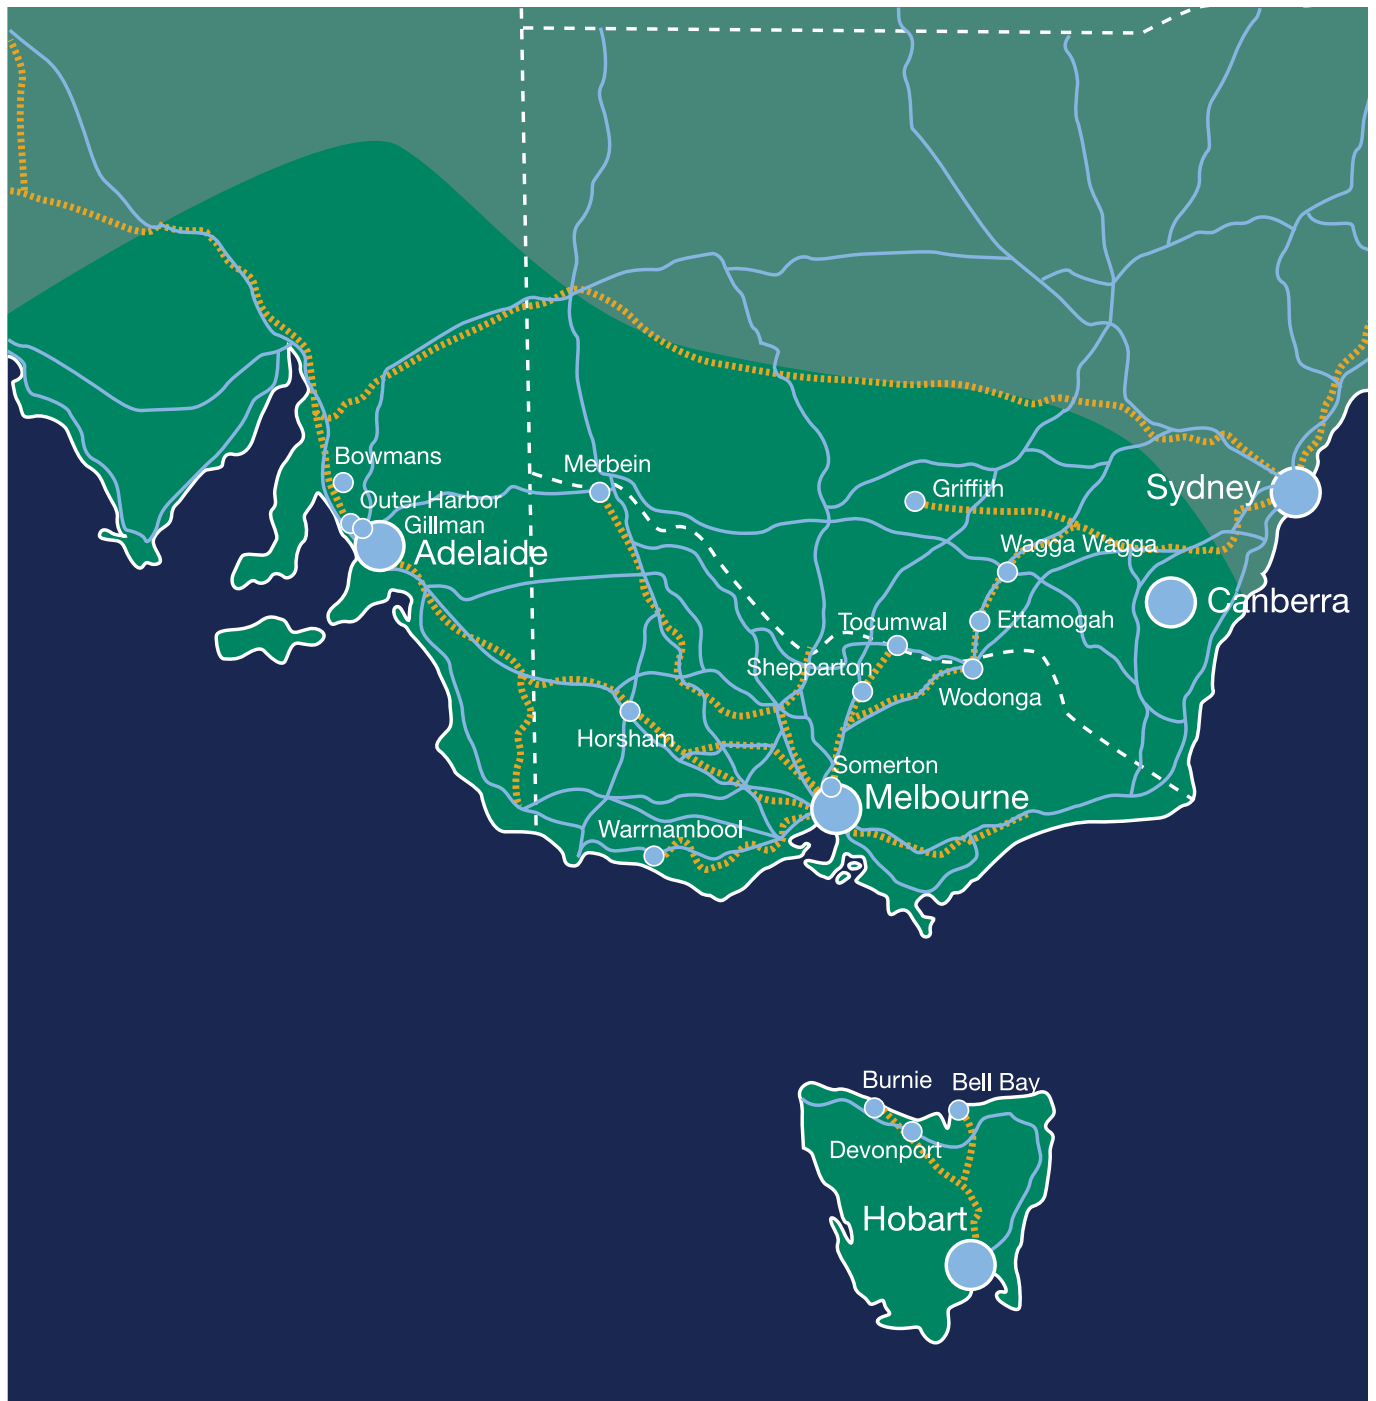 Bowmans
Merbein
Outer Harbor
Griffith
Sydney
Gillman
Adelaide
Wagga Wagga
Canberra
Tocumwal
Ettamogah
Shepparton
Wodonga
Horsham
Somerton
Melbourne
Warrnambool
Burnie
Bell Bay
Devonport
Hobart